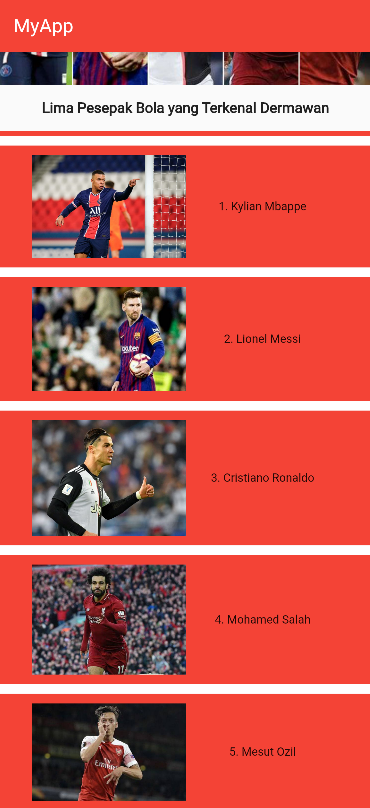 MyApp
Lima Pesepak Bola yang Terkenal Dermawan
1. Kylian Mbappe
2. Lionel Messi
3. Cristiano Ronaldo
4. Mohamed Salah
5. Mesut Ozil